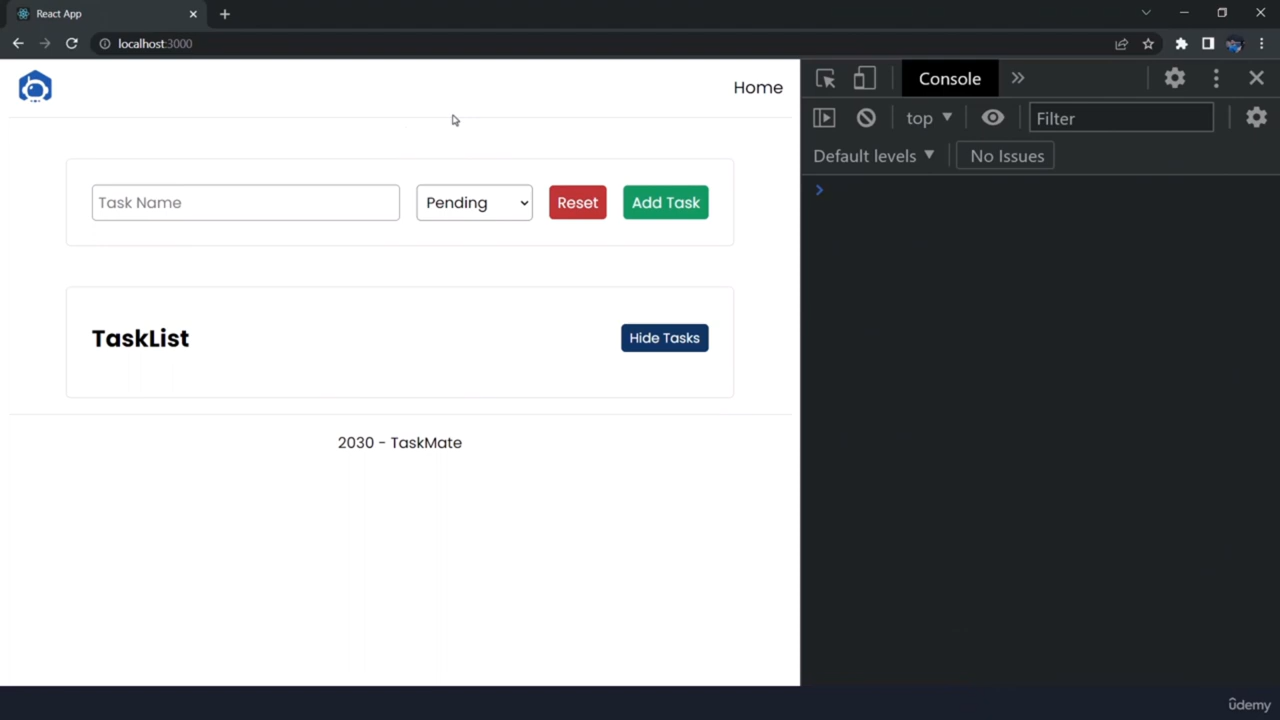 React App
localhost:3000
Home
Console
top
Filter
Default levels
No Issues
Task Name
Pending
Reset
Add Task
TaskList
Hide Tasks
2030 - TaskMate
ûdemy